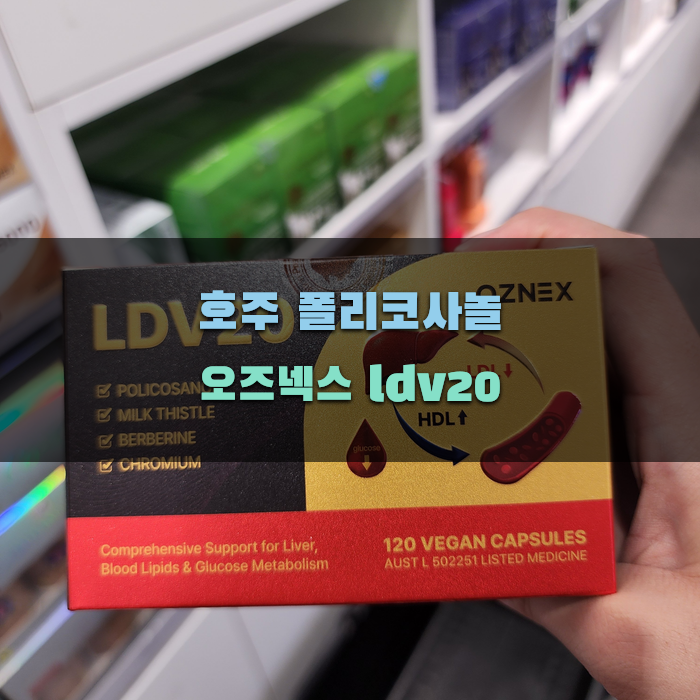 OZNEX
LDV20
호주 폴리코사놀
LDL
오즈넥스 ldv20
POLICOSANOL
MILK THISTLE
HDL
BERBERINE
glucose
CHROMIUM
Comprehensive Support for Liver,
Blood Lipids & Glucose Metabolism
120 VEGAN CAPSULES
AUST L 502251 LISTED MEDICINE